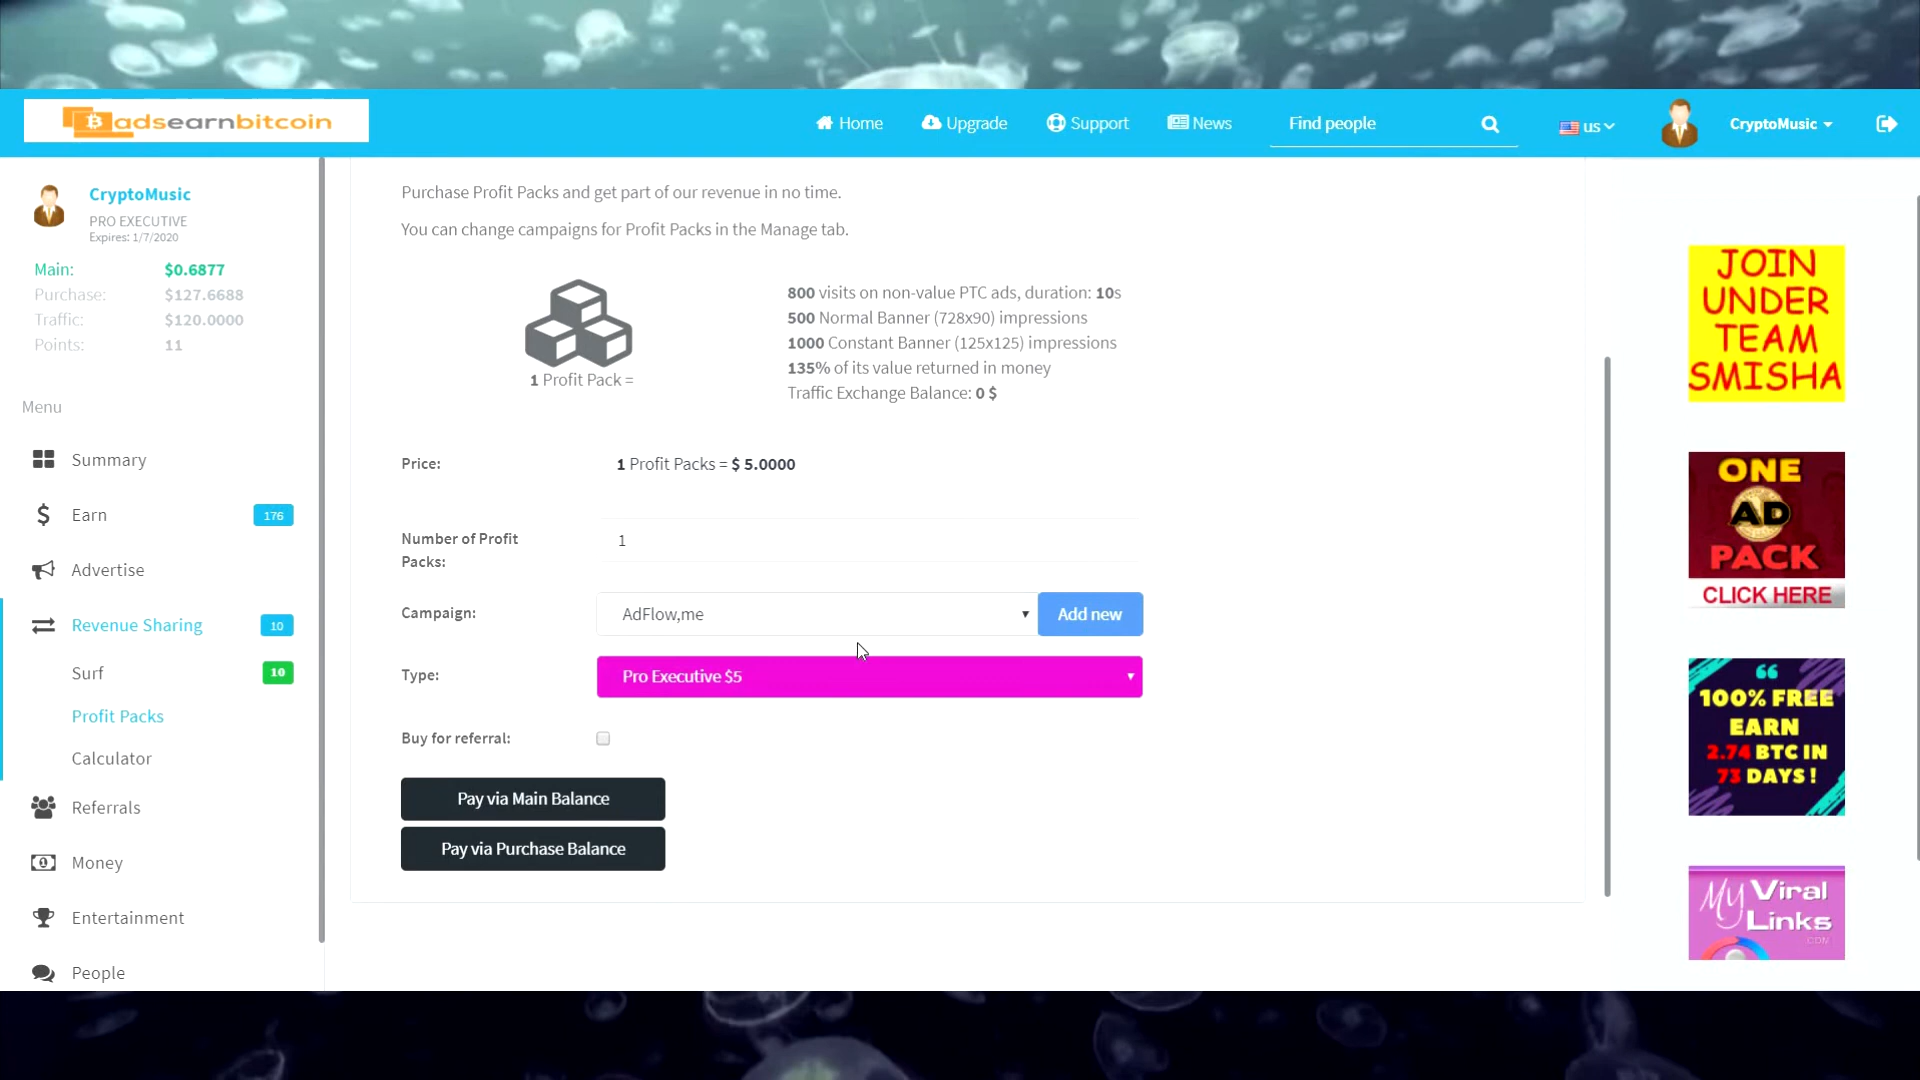 adsearnbitcoin
Home
Upgrade
Support
News
Find people
us
CryptoMusic
CryptoMusic
PRO EXECUTIVE
Expires: 1/7/2020
Main: $0.6877
Purchase: $127.6688
Traffic: $120.0000
Points: 11
Menu
Summary
Earn 176
Advertise
Revenue Sharing 10
Surf 10
Profit Packs
Calculator
Referrals
Money
Entertainment
People
Purchase Profit Packs and get part of our revenue in no time.
You can change campaigns for Profit Packs in the Manage tab.
1 Profit Pack =
800 visits on non-value PTC ads, duration: 10s
500 Normal Banner (728x90) impressions
1000 Constant Banner (125x125) impressions
135% of its value returned in money
Traffic Exchange Balance: 0 $
Price: 1 Profit Packs = $ 5.0000
Number of Profit
Packs:
1
Campaign: AdFlow,me Add new
Type: Pro Executive $5
Buy for referral:
Pay via Main Balance
Pay via Purchase Balance
JOIN
UNDER
TEAM
SMISHA
ONE
AD
PACK
CLICK HERE
100% FREE
EARN
2.74 BTC IN
73 DAYS !
My Viral
Links
.COM